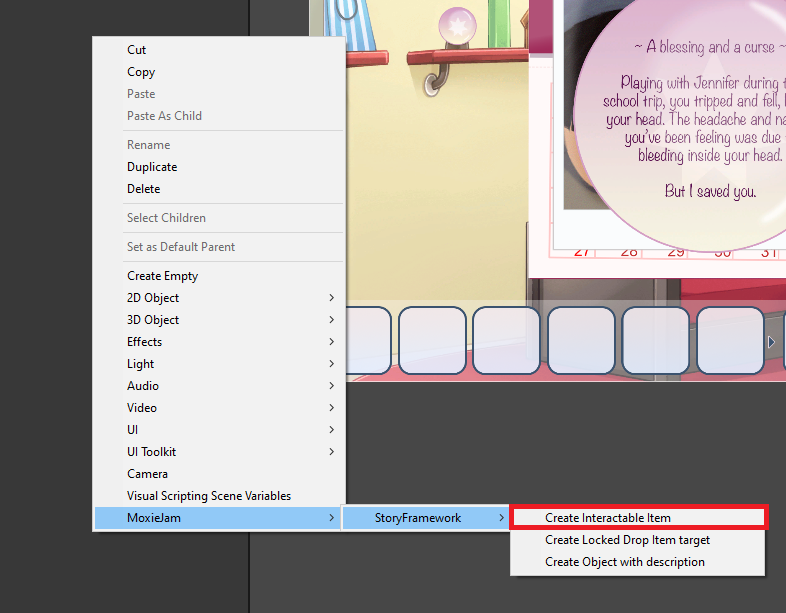 Cut
Copy
Paste
Paste As Child
Rename
Duplicate
Delete
Select Children
Set as Default Parent
Create Empty
2D Object
3D Object
Effects
Light
Audio
Video
UI
UI Toolkit
Camera
Visual Scripting Scene Variables
MoxieJam
StoryFramework
Create Interactable Item
Create Locked Drop Item target
Create Object with description
~ A blessing and a curse ~
Playing with Jennifer during
school trip, you tripped and fell,
your head. The headache and
you've been feeling was due
bleeding inside your head.
But I saved you.
27 28 29 30 31